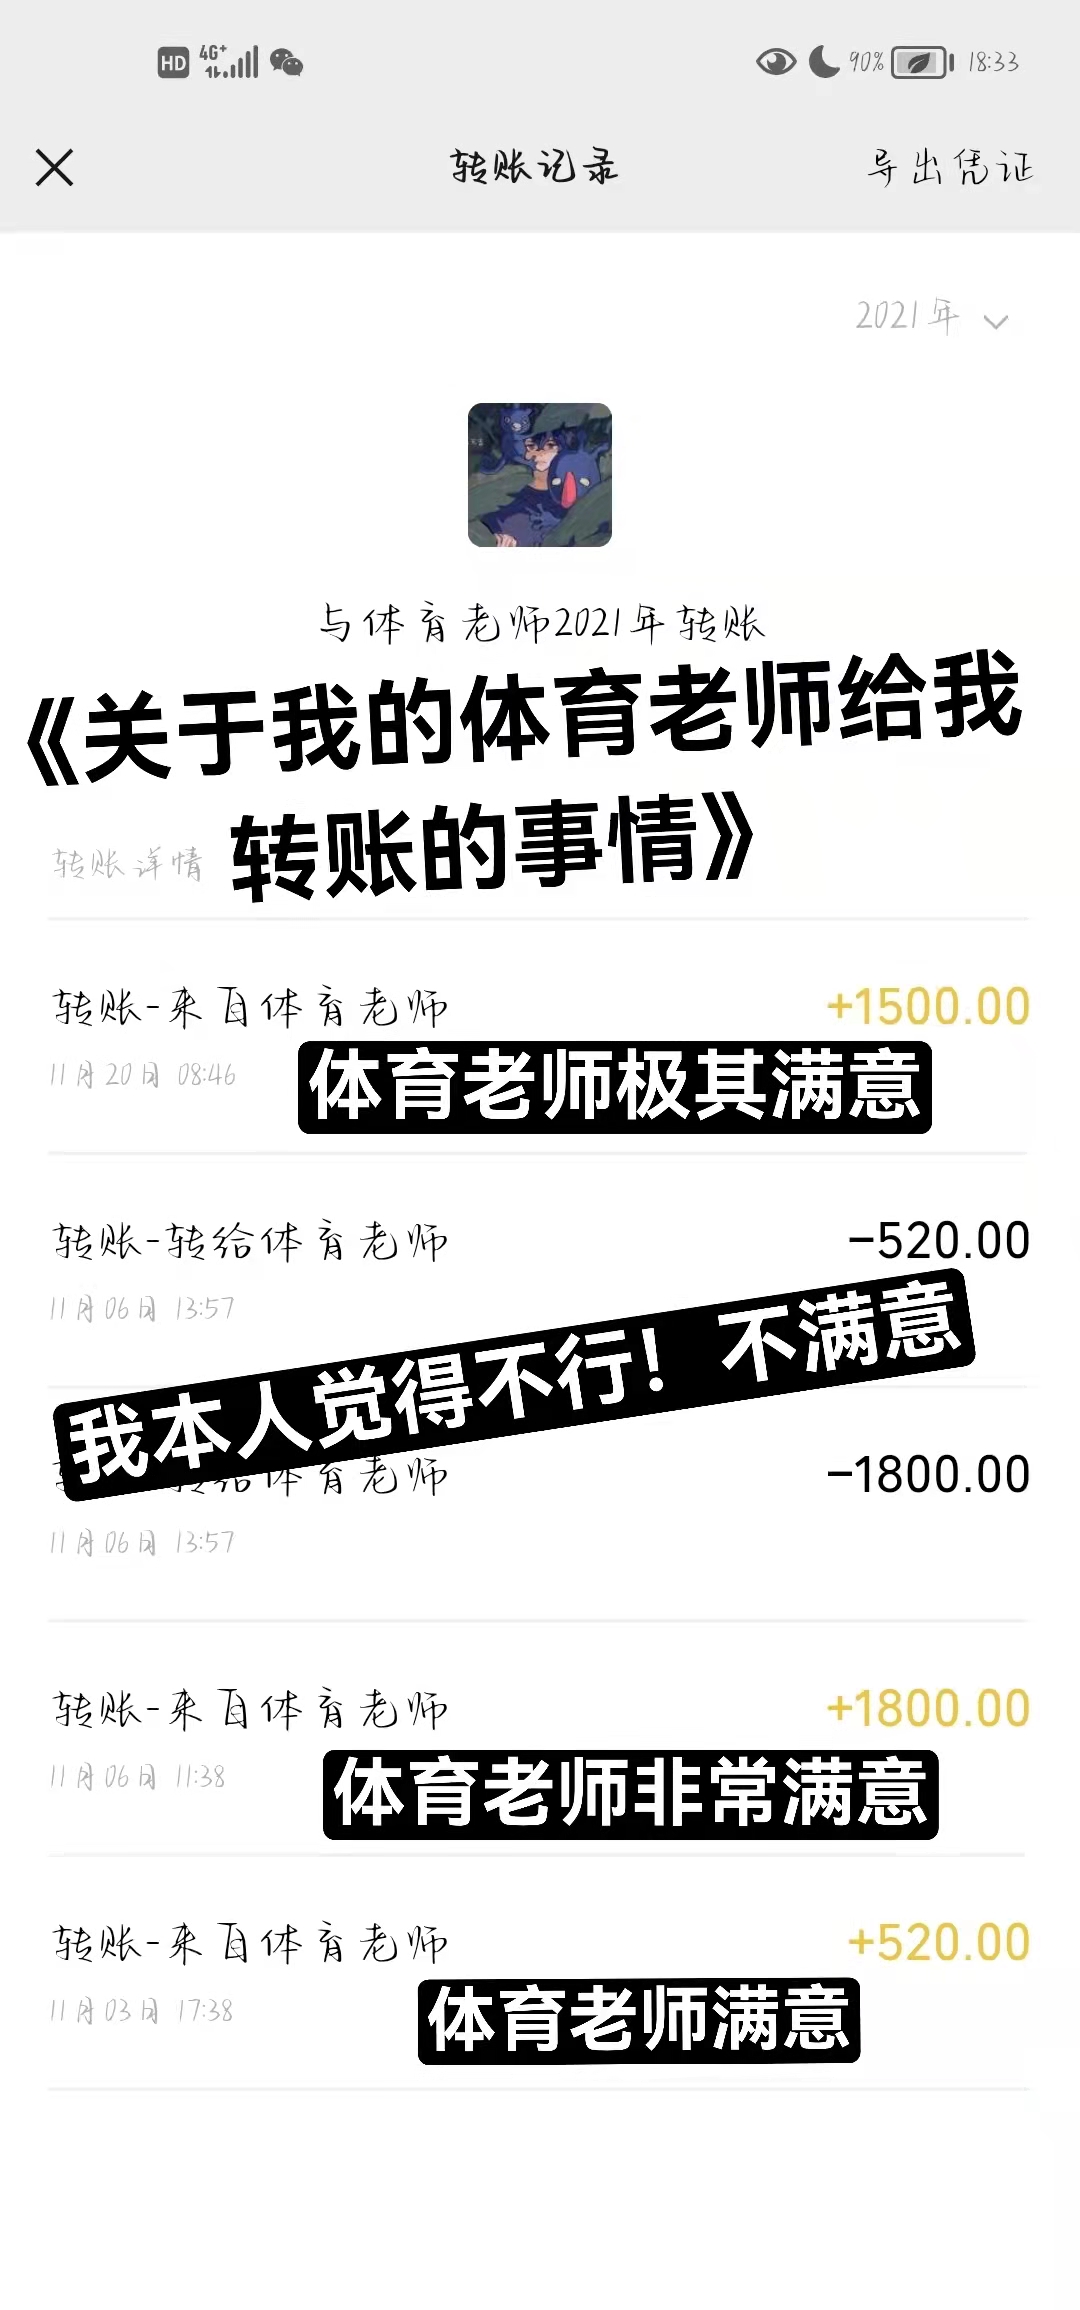 HD 4G+ 90% 18:33
转账记录 导出凭证
2021年
与体育老师2021年转账
《关于我的体育老师给我
转账的事情》
转账详情
转账-来自体育老师 +1500.00
11月20日 08:46
体育老师极其满意
转账-转给体育老师 -520.00
11月06日 13:57
我本人觉得不行！不满意
体育老师 -1800.00
11月06日 13:57
转账-来自体育老师 +1800.00
11月06日 11:38
体育老师非常满意
转账-来自体育老师 +520.00
11月03日 17:38
体育老师满意